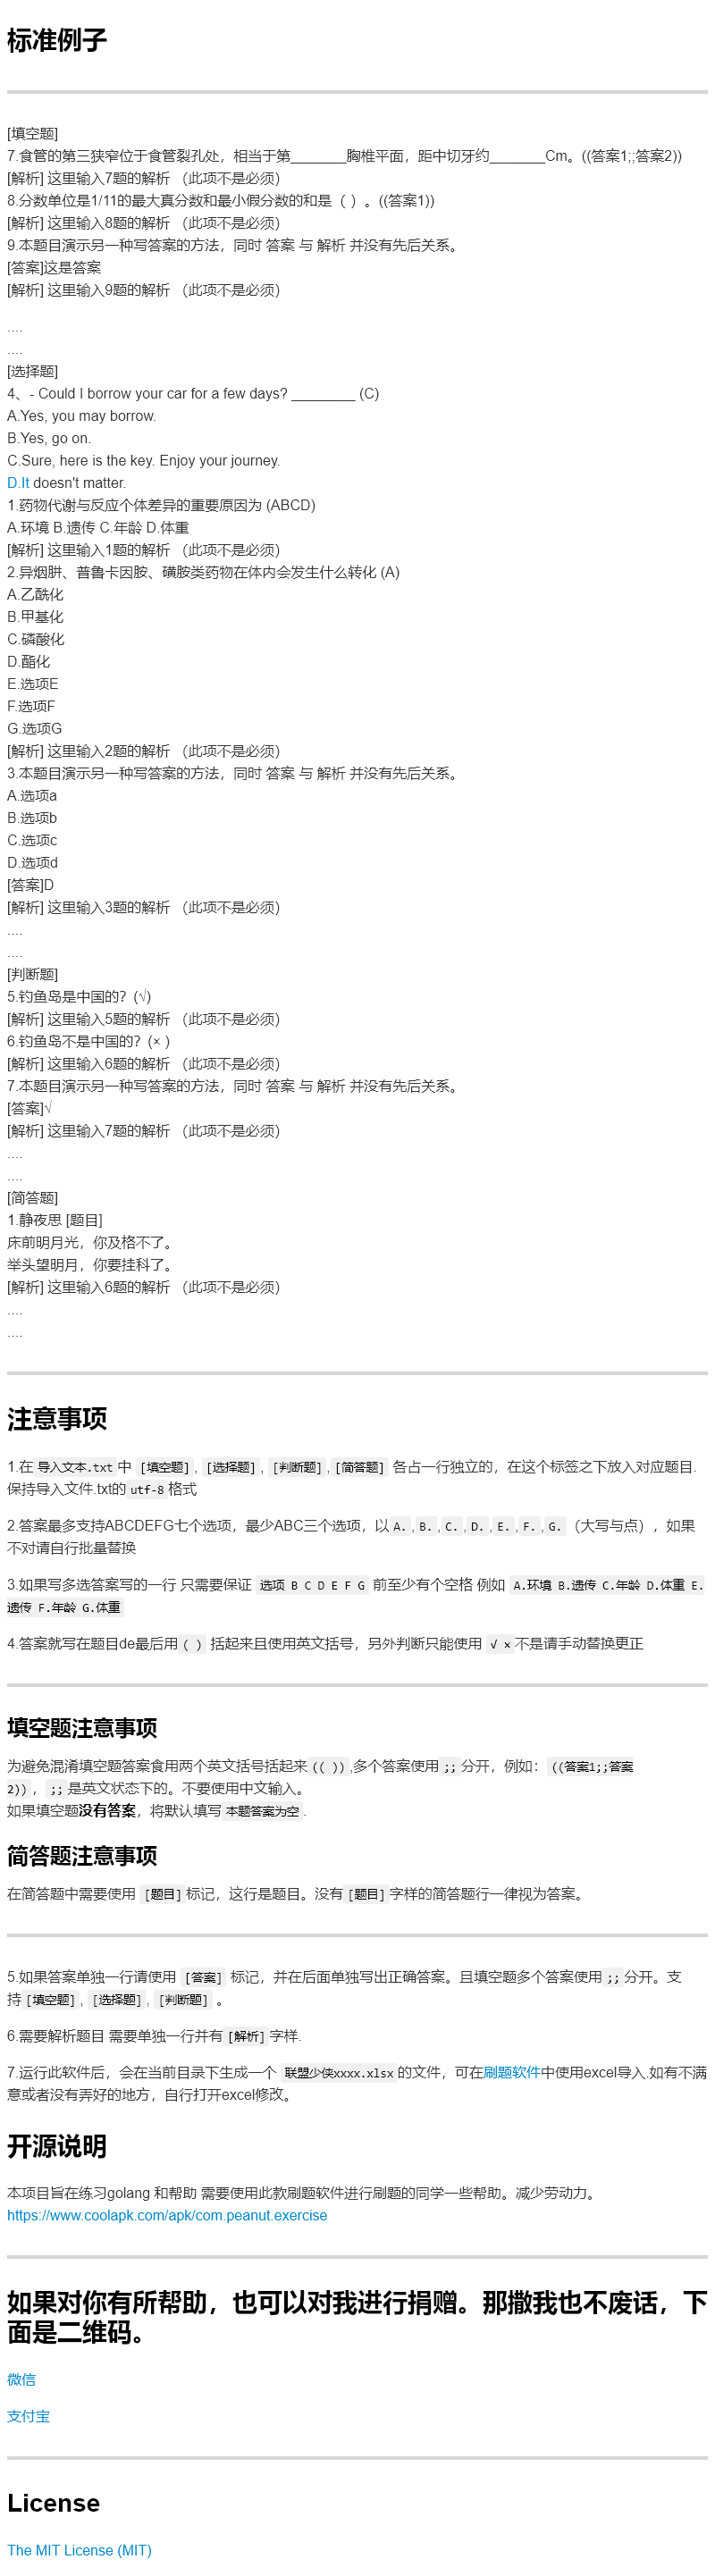 标准例子
[填空题]
7.食管的第三狭窄位于食管裂孔处，相当于第_______胸椎平面，距中切牙约_______Cm。((答案1;;答案2))
[解析] 这里输入7题的解析 （此项不是必须）
8.分数单位是1/11的最大真分数和最小假分数的和是（ ）。((答案1))
[解析] 这里输入8题的解析 （此项不是必须）
9.本题目演示另一种写答案的方法，同时 答案 与 解析 并没有先后关系。
[答案]这是答案
[解析] 这里输入9题的解析 （此项不是必须）
....
....
[选择题]
4、- Could I borrow your car for a few days? ________ (C)
A.Yes, you may borrow.
B.Yes, go on.
C.Sure, here is the key. Enjoy your journey.
D.It doesn't matter.
1.药物代谢与反应个体差异的重要原因为 (ABCD)
A.环境 B.遗传 C.年龄 D.体重
[解析] 这里输入1题的解析 （此项不是必须）
2.异烟肼、普鲁卡因胺、磺胺类药物在体内会发生什么转化 (A)
A.乙酰化
B.甲基化
C.磷酸化
D.酯化
E.选项E
F.选项F
G.选项G
[解析] 这里输入2题的解析 （此项不是必须）
3.本题目演示另一种写答案的方法，同时 答案 与 解析 并没有先后关系。
A.选项a
B.选项b
C.选项c
D.选项d
[答案]D
[解析] 这里输入3题的解析 （此项不是必须）
....
....
[判断题]
5.钓鱼岛是中国的？(√)
[解析] 这里输入5题的解析 （此项不是必须）
6.钓鱼岛不是中国的？(× )
[解析] 这里输入6题的解析 （此项不是必须）
7.本题目演示另一种写答案的方法，同时 答案 与 解析 并没有先后关系。
[答案]√
[解析] 这里输入7题的解析 （此项不是必须）
....
....
[简答题]
1.静夜思 [题目]
床前明月光，你及格不了。
举头望明月，你要挂科了。
[解析] 这里输入6题的解析 （此项不是必须）
....
....
注意事项
1.在 导入文本.txt 中 [填空题] , [选择题] , [判断题] , [简答题] 各占一行独立的，在这个标签之下放入对应题目.
保持导入文件.txt的 utf-8 格式
2.答案最多支持ABCDEFG七个选项，最少ABC三个选项，以 A. , B. , C. , D. , E. , F. , G. （大写与点），如果
不对请自行批量替换
3.如果写多选答案写的一行 只需要保证 选项 B C D E F G 前至少有个空格 例如 A.环境 B.遗传 C.年龄 D.体重 E.
遗传 F.年龄 G.体重
4.答案就写在题目de最后用 ( ) 括起来且使用英文括号，另外判断只能使用 √ × 不是请手动替换更正
填空题注意事项
为避免混淆填空题答案食用两个英文括号括起来 (( )) ,多个答案使用 ;; 分开，例如： ((答案1;;答案
2)) ， ;; 是英文状态下的。不要使用中文输入。
如果填空题没有答案，将默认填写 本题答案为空 .
简答题注意事项
在简答题中需要使用 [题目] 标记，这行是题目。没有 [题目] 字样的简答题行一律视为答案。
5.如果答案单独一行请使用 [答案] 标记，并在后面单独写出正确答案。且填空题多个答案使用 ;; 分开。支
持 [填空题] , [选择题] , [判断题] 。
6.需要解析题目 需要单独一行并有 [解析] 字样.
7.运行此软件后，会在当前目录下生成一个 联盟少侠xxxx.xlsx 的文件，可在刷题软件中使用excel导入.如有不满
意或者没有弄好的地方，自行打开excel修改。
开源说明
本项目旨在练习golang 和帮助 需要使用此款刷题软件进行刷题的同学一些帮助。减少劳动力。
https://www.coolapk.com/apk/com.peanut.exercise
如果对你有所帮助，也可以对我进行捐赠。那撒我也不废话，下
面是二维码。
微信
支付宝
License
The MIT License (MIT)